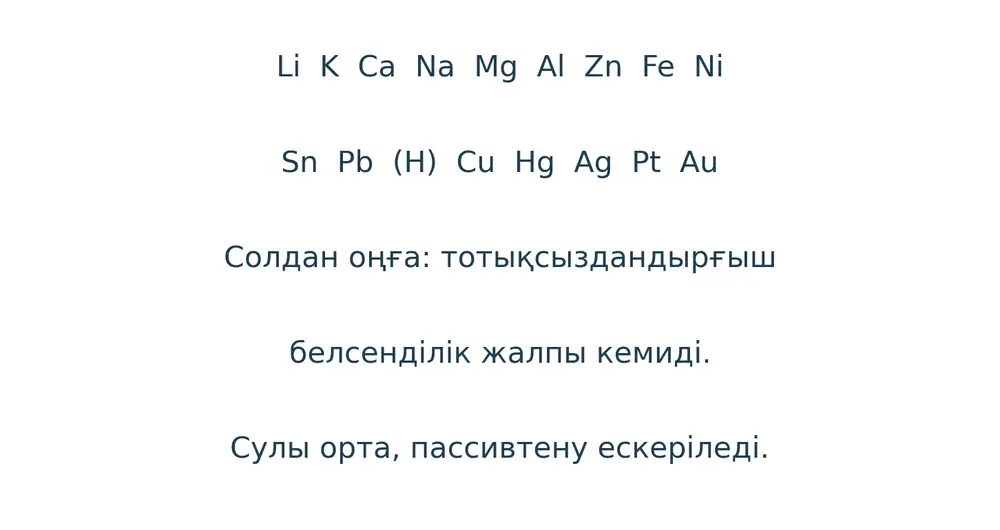 Li K Ca Na Mg Al Zn Fe Ni
Sn Pb (H) Cu Hg Ag Pt Au
Солдан оңға: тотықсыздандырғыш
белсенділік жалпы кемиді.
Сулы орта, пассивтену ескеріледі.